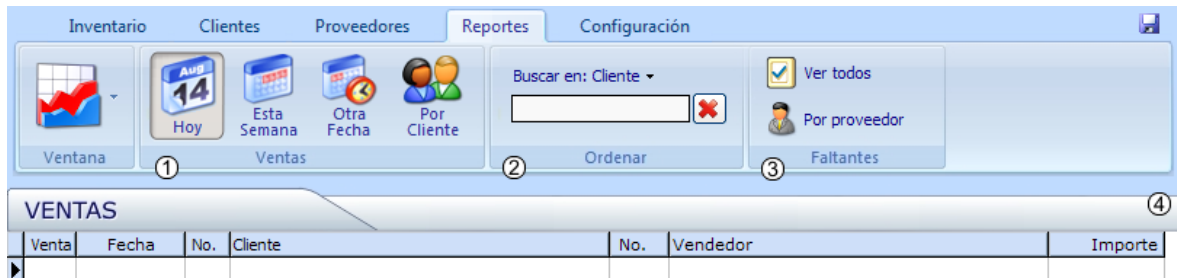 Inventario Clientes Proveedores Reportes Configuración
Aug
14
Hoy
Esta
Semana
Otra
Fecha
Por
Cliente
Buscar en: Cliente
Ver todos
Por proveedor
Ventana Ventas Ordenar Faltantes
1 2 3
VENTAS 4
Venta Fecha No. Cliente No. Vendedor Importe